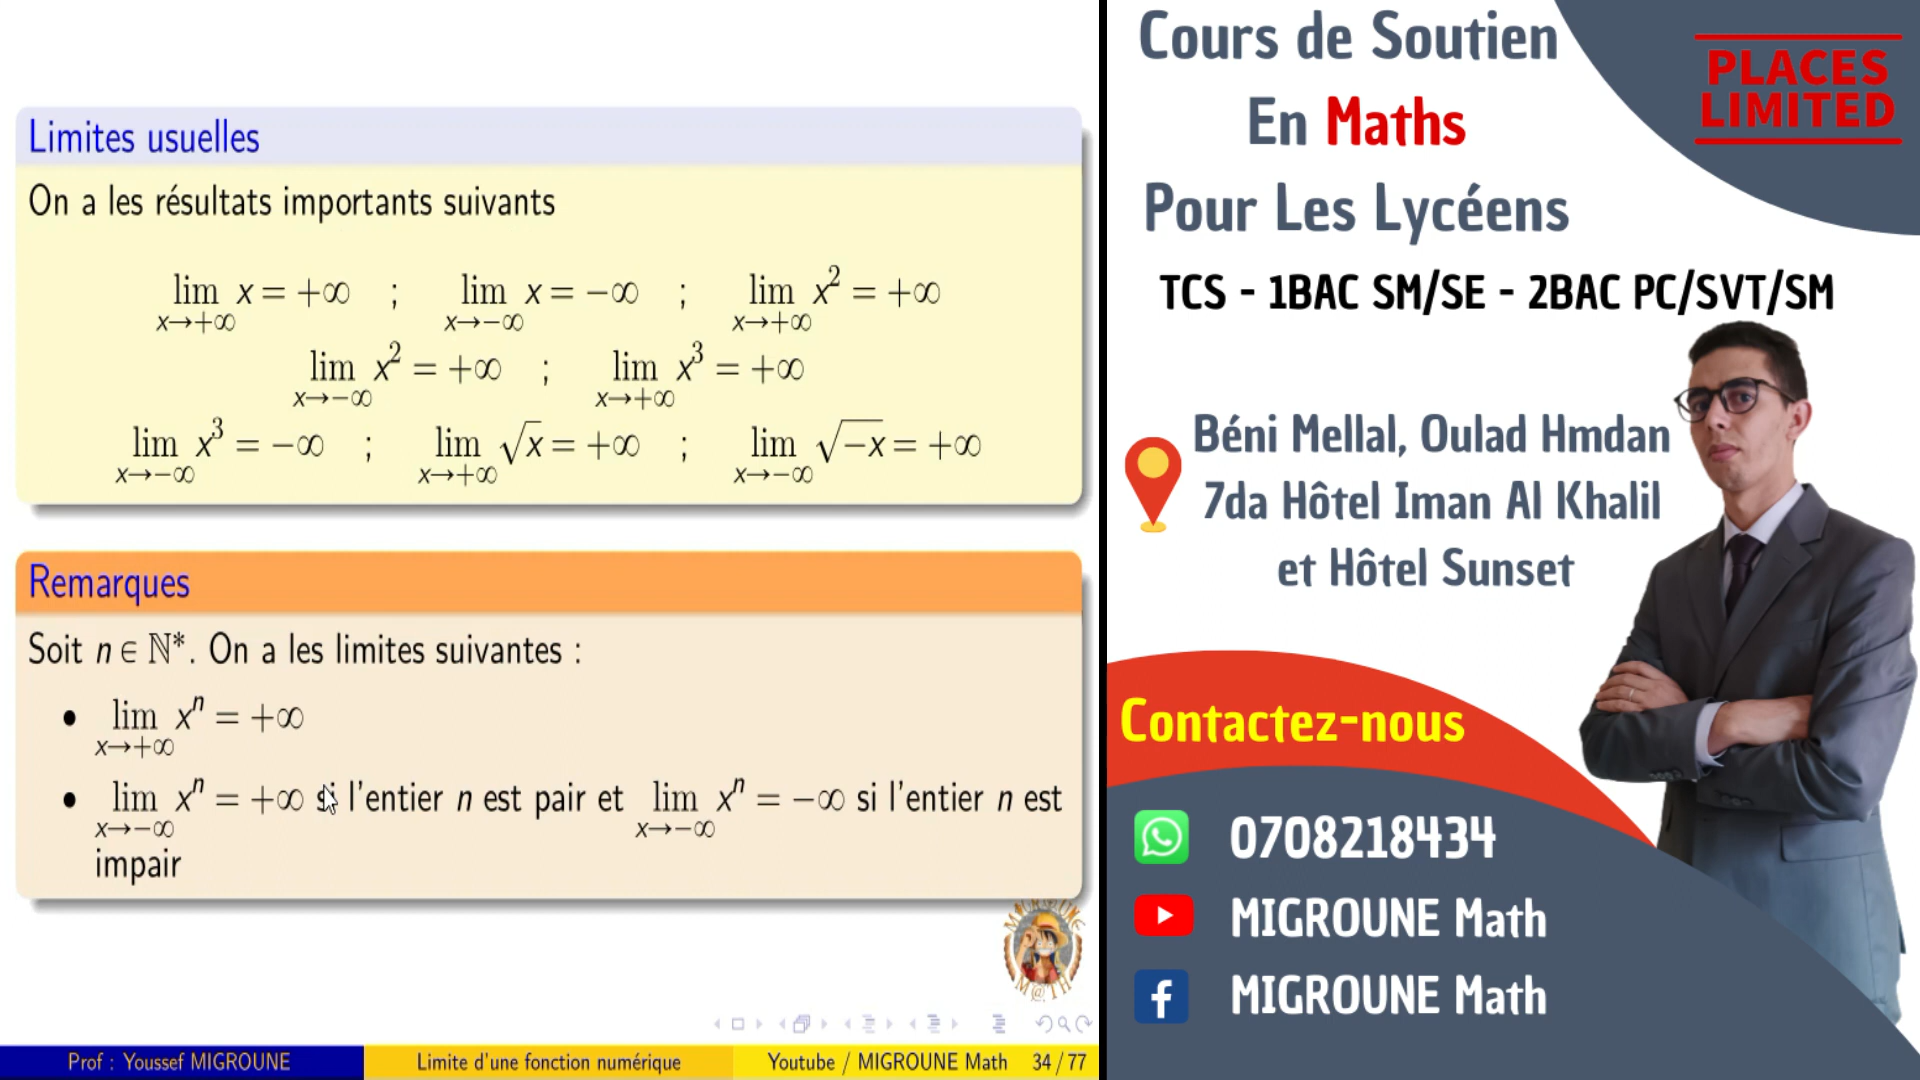 Limites usuelles
On a les résultats importants suivants
lim x→+∞ x = +∞ ; lim x→−∞ x = −∞ ; lim x→+∞ x² = +∞
lim x→−∞ x² = +∞ ; lim x→+∞ x³ = +∞
lim x→−∞ x³ = −∞ ; lim x→+∞ √x = +∞ ; lim x→−∞ √−x = +∞
Remarques
Soit n ∈ ℕ*. On a les limites suivantes :
• lim x→+∞ xⁿ = +∞
• lim x→−∞ xⁿ = +∞ si l'entier n est pair et lim x→−∞ xⁿ = −∞ si l'entier n est
impair
MIGROUNE
M@TH
Prof : Youssef MIGROUNE
Limite d'une fonction numérique
Youtube / MIGROUNE Math 34 / 77
Cours de Soutien
En Maths
Pour Les Lycéens
PLACES
LIMITED
TCS - 1BAC SM/SE - 2BAC PC/SVT/SM
Béni Mellal, Oulad Hmdan
7da Hôtel Iman Al Khalil
et Hôtel Sunset
Contactez-nous
0708218434
MIGROUNE Math
MIGROUNE Math